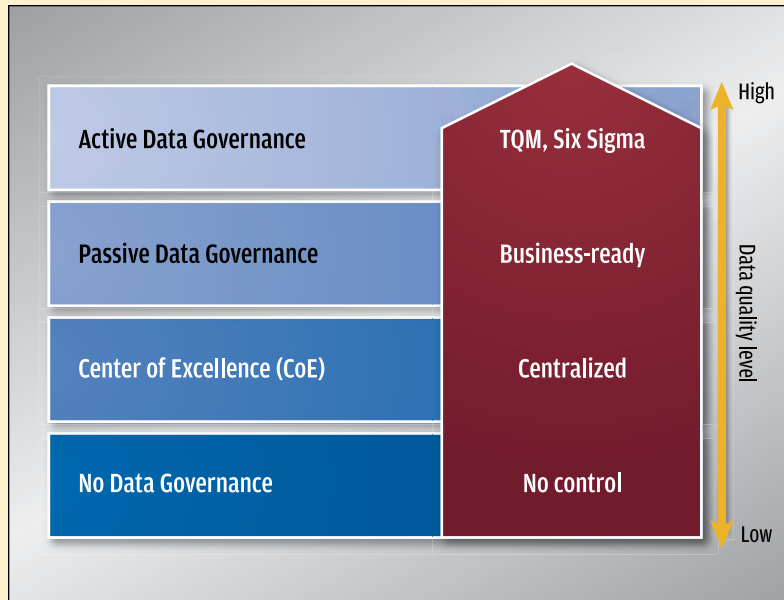 High
Active Data Governance
TQM, Six Sigma
Passive Data Governance
Business-ready
Data quality level
Center of Excellence (CoE)
Centralized
No Data Governance
No control
Low